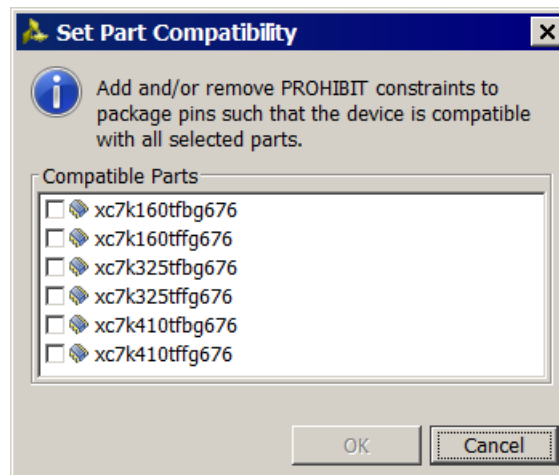 Set Part Compatibility
Add and/or remove PROHIBIT constraints to
package pins such that the device is compatible
with all selected parts.
Compatible Parts
xc7k160tfbg676
xc7k160tffg676
xc7k325tfbg676
xc7k325tffg676
xc7k410tfbg676
xc7k410tffg676
OK
Cancel